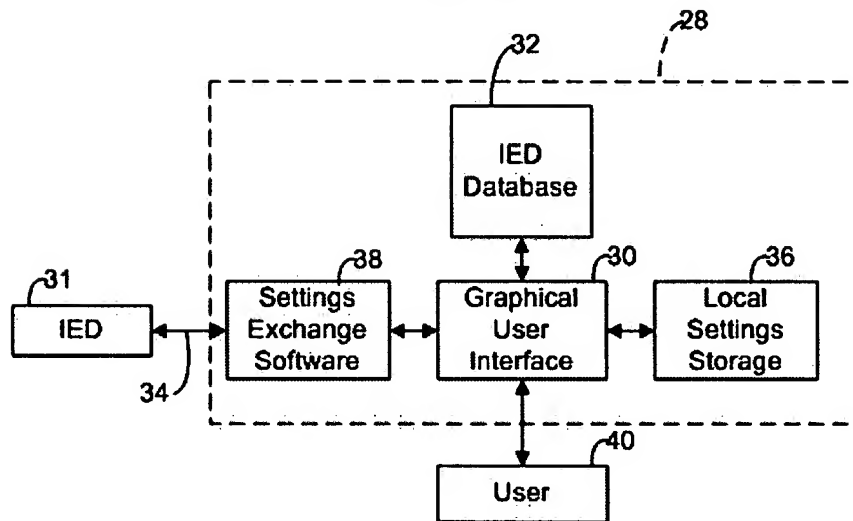 28
32
IED
Database
38
30
36
31
IED
Settings
Exchange
Software
Graphical
User
Interface
Local
Settings
Storage
34
40
User